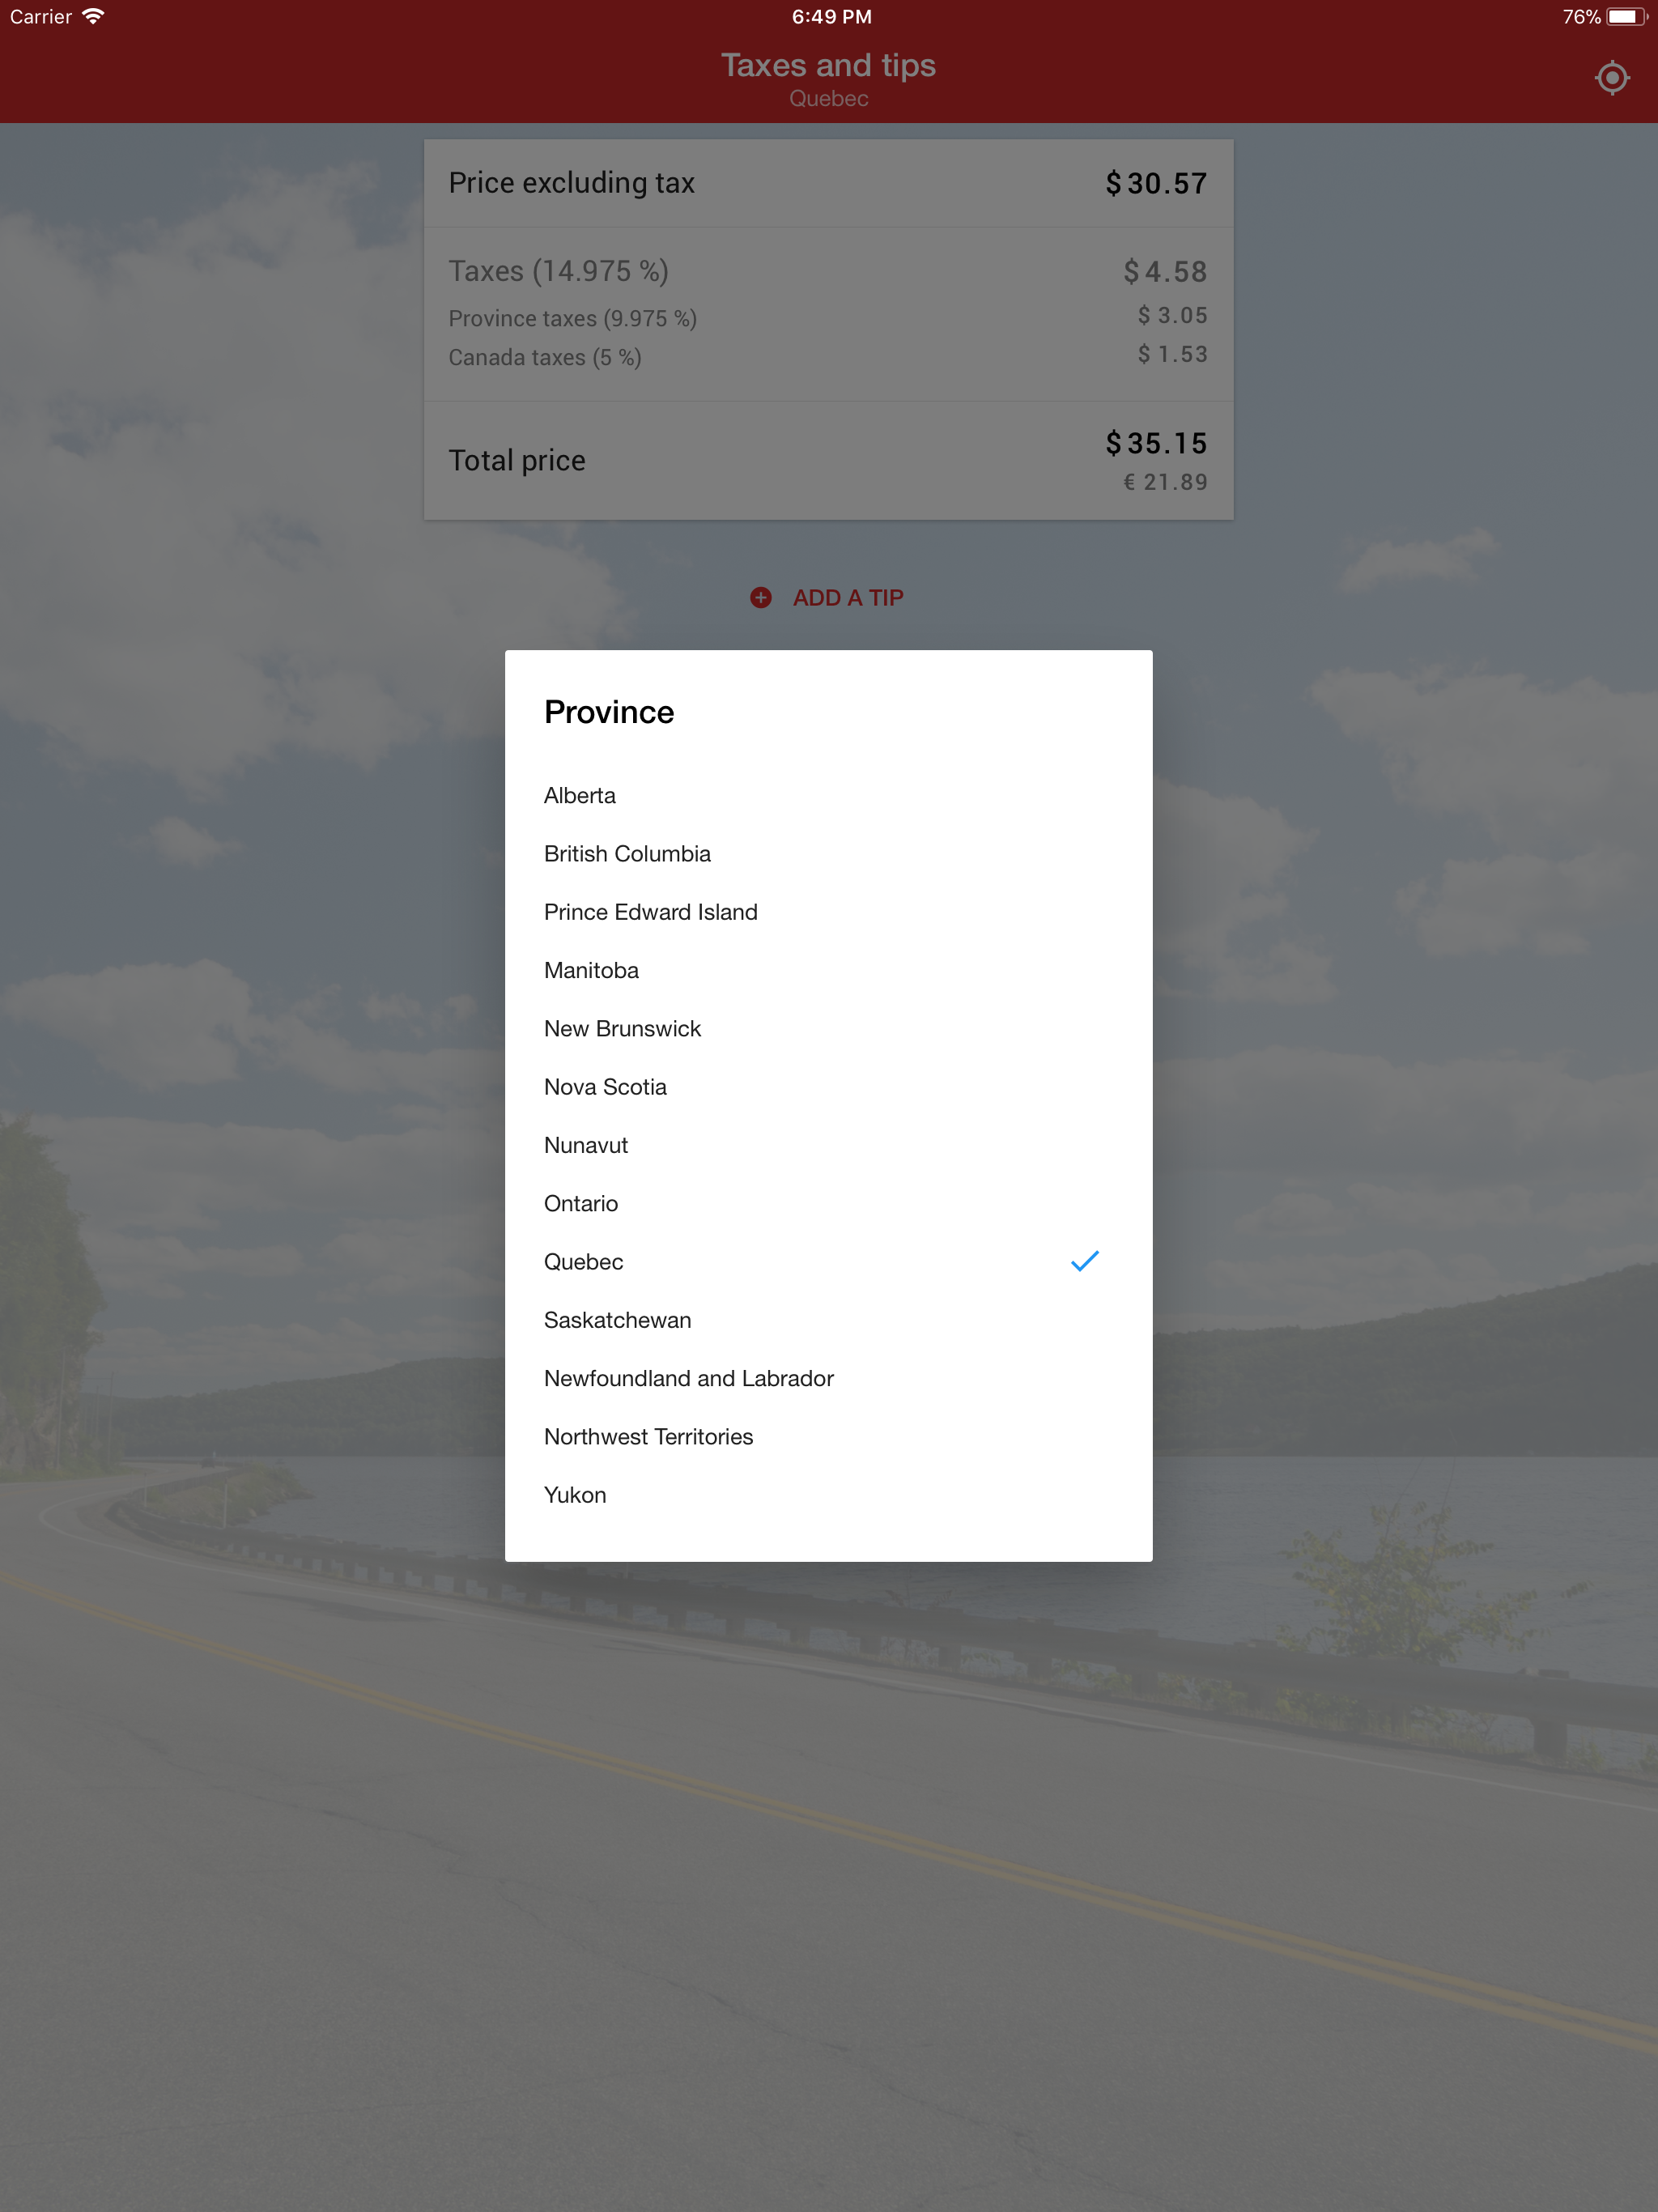 Carrier 6:49 PM 76%
Taxes and tips
Quebec
Price excluding tax $ 30.57
Taxes (14.975 %) $ 4.58
Province taxes (9.975 %) $ 3.05
Canada taxes (5 %) $ 1.53
Total price $ 35.15
€ 21.89
ADD A TIP
Province
Alberta
British Columbia
Prince Edward Island
Manitoba
New Brunswick
Nova Scotia
Nunavut
Ontario
Quebec
Saskatchewan
Newfoundland and Labrador
Northwest Territories
Yukon